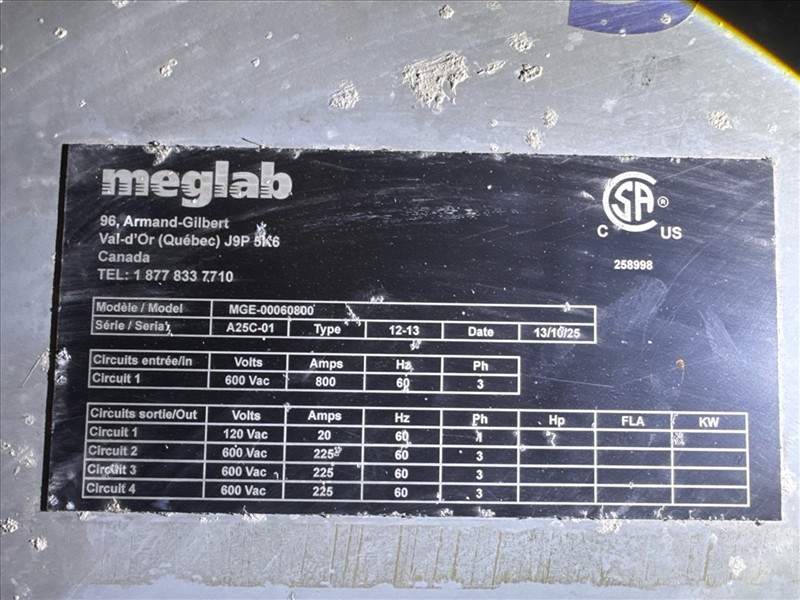 meglab
96, Armand-Gilbert
Val-d'Or (Québec) J9P 5K6
Canada
TEL: 1 877 833 7710
CSA ®
C US
258998
Modèle / Model MGE-00060800
Série / Serial A25C-01 Type 12-13 Date 13/10/25
Circuits entrée/in Volts Amps Hz Ph
Circuit 1 600 Vac 800 60 3
Circuits sortie/Out Volts Amps Hz Ph Hp FLA KW
Circuit 1 120 Vac 20 60 1
Circuit 2 600 Vac 225 60 3
Circuit 3 600 Vac 225 60 3
Circuit 4 600 Vac 225 60 3